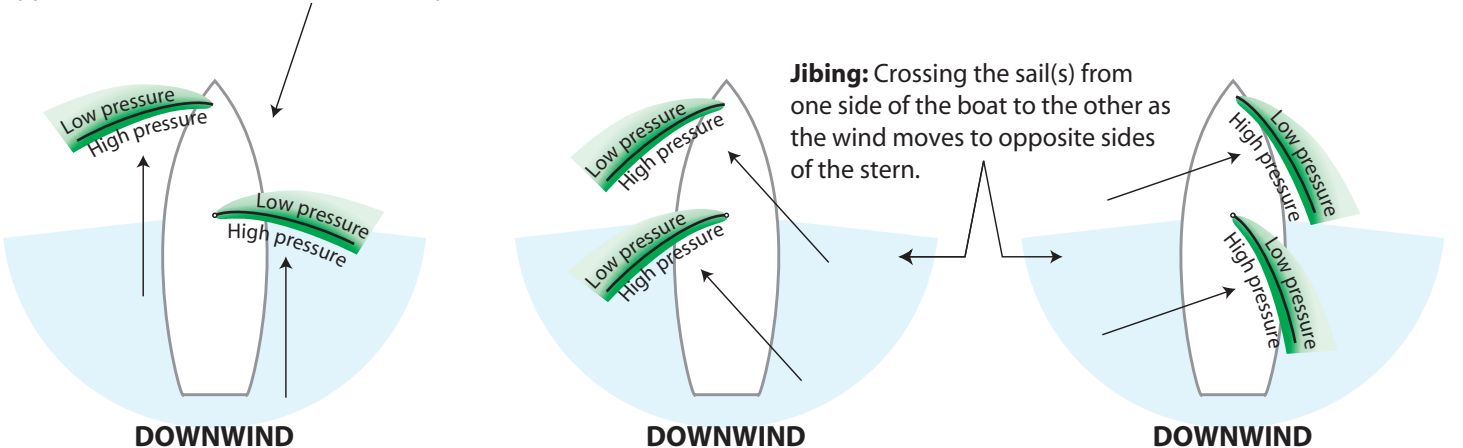 Low pressure
High pressure
Low pressure
High pressure
DOWNWIND
Low pressure
High pressure
Low pressure
High pressure
DOWNWIND
Jibing: Crossing the sail(s) from
one side of the boat to the other as
the wind moves to opposite sides
of the stern.
Low pressure
High pressure
Low pressure
High pressure
DOWNWIND